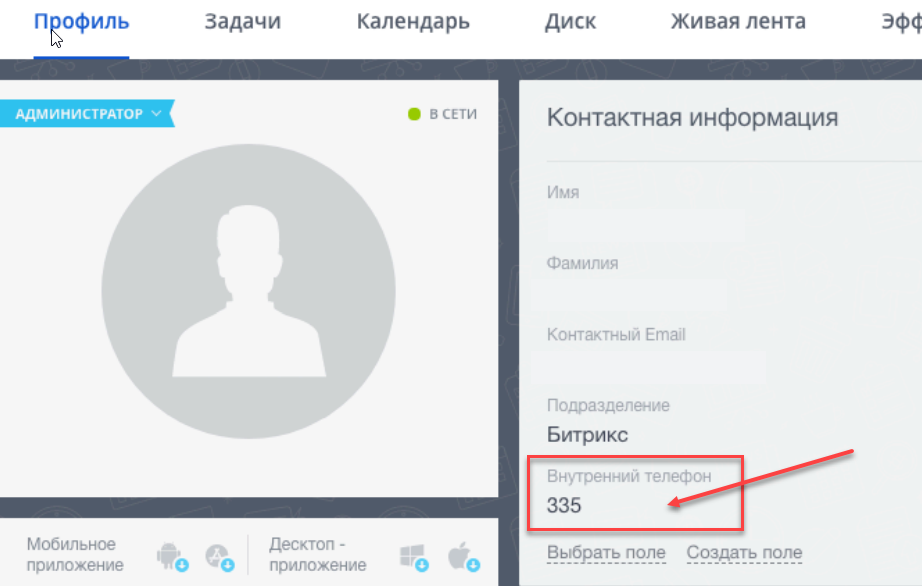 Профиль Задачи Календарь Диск Живая лента
АДМИНИСТРАТОР
В СЕТИ
Контактная информация
Имя
Фамилия
Контактный Email
Подразделение
Битрикс
Внутренний телефон
335
Выбрать поле Создать поле
Мобильное
приложение
Десктоп -
приложение